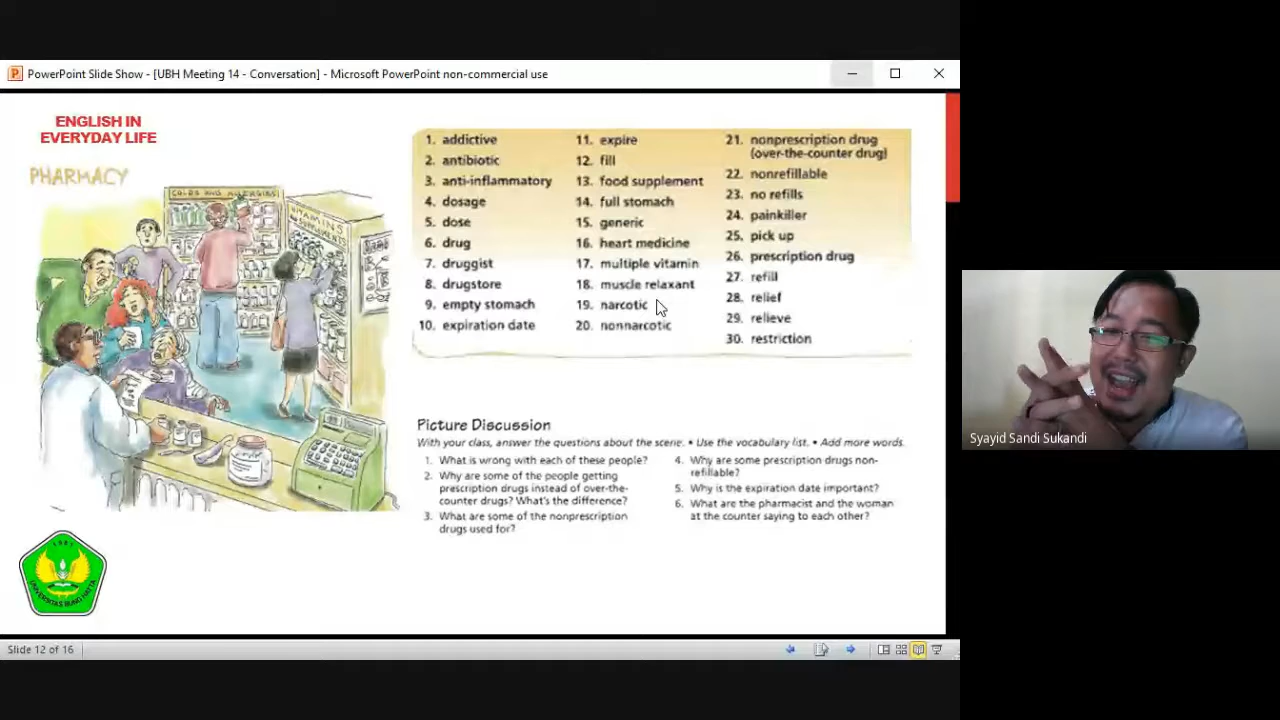 PowerPoint Slide Show - [UBH Meeting 14 - Conversation] - Microsoft PowerPoint non-commercial use
ENGLISH IN
EVERYDAY LIFE
PHARMACY
COLDS AND ALLERGIES
VITAMINS
1. addictive
2. antibiotic
3. anti-inflammatory
4. dosage
5. dose
6. drug
7. druggist
8. drugstore
9. empty stomach
10. expiration date
11. expire
12. fill
13. food supplement
14. full stomach
15. generic
16. heart medicine
17. multiple vitamin
18. muscle relaxant
19. narcotic
20. nonnarcotic
21. nonprescription drug
(over-the-counter drug)
22. nonrefillable
23. no refills
24. painkiller
25. pick up
26. prescription drug
27. refill
28. relief
29. relieve
30. restriction
Picture Discussion
With your class, answer the questions about the scene. • Use the vocabulary list. • Add more words.
1. What is wrong with each of these people?
2. Why are some of the people getting
prescription drugs instead of over-the-
counter drugs? What's the difference?
3. What are some of the nonprescription
drugs used for?
4. Why are some prescription drugs non-
refillable?
5. Why is the expiration date important?
6. What are the pharmacist and the woman
at the counter saying to each other?
UNIVERSITAS BUNG HATTA
Slide 12 of 16
Syayid Sandi Sukandi